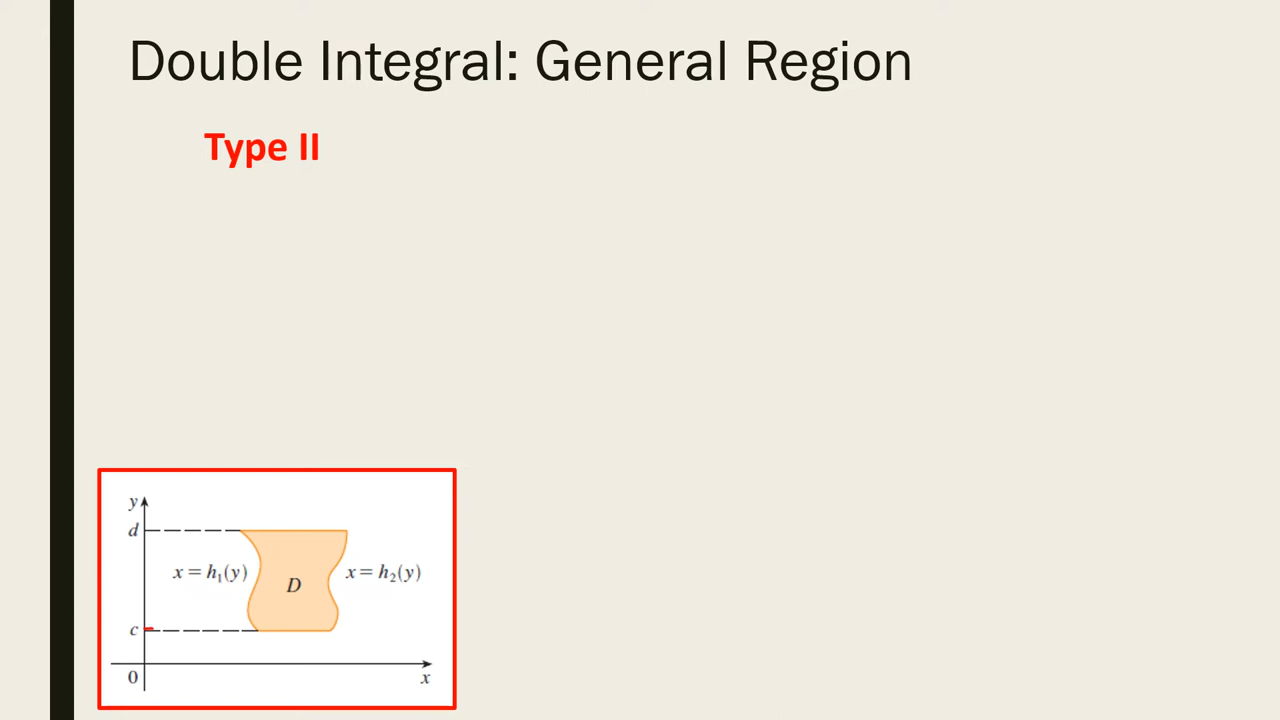 Double Integral: General Region
Type II
y
d
x = h₁(y)
D
x = h₂(y)
c
0
x